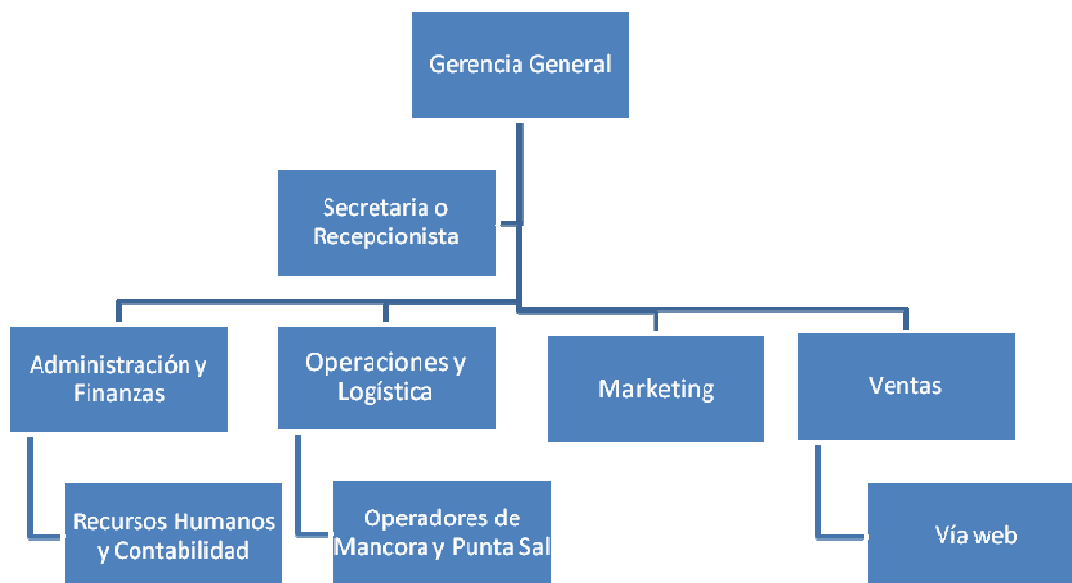 Gerencia General
Secretaria o
Recepcionista
Administración y
Finanzas
Operaciones y
Logística
Marketing
Ventas
Recursos Humanos
y Contabilidad
Operadores de
Mancora y Punta Sal
Vía web